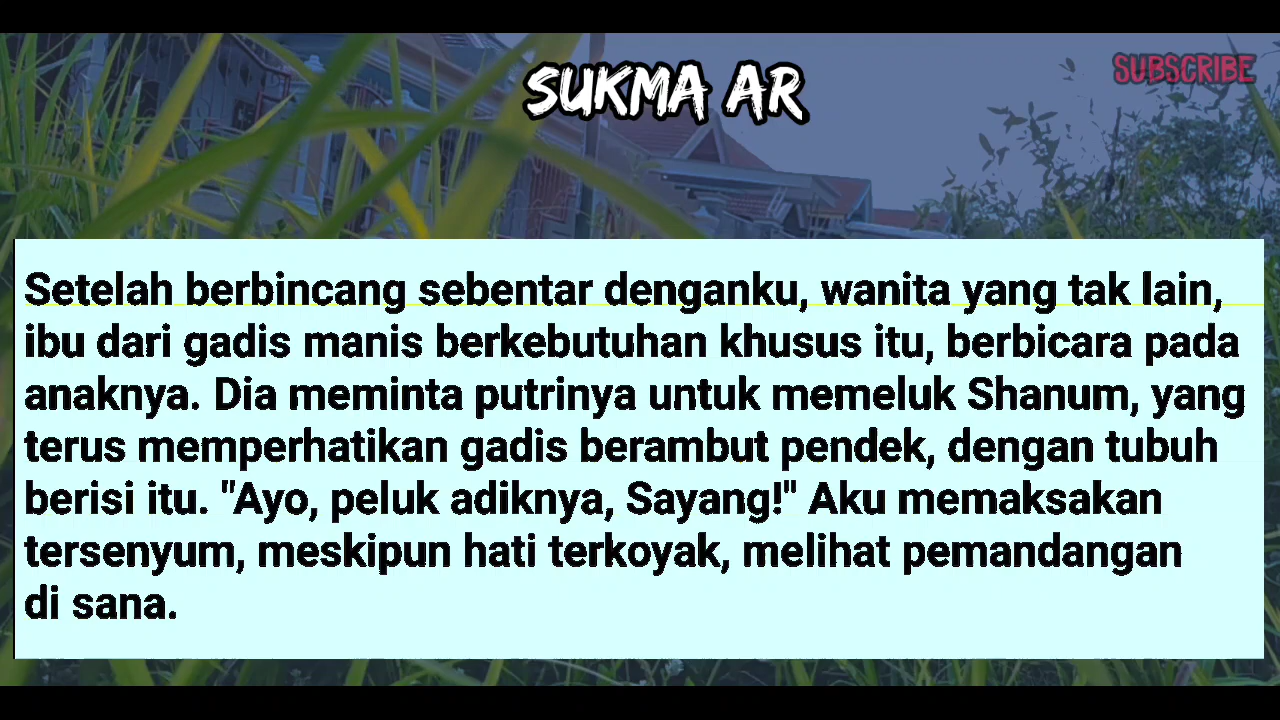 SUKMA AR
SUBSCRIBE
Setelah berbincang sebentar denganku, wanita yang tak lain,
ibu dari gadis manis berkebutuhan khusus itu, berbicara pada
anaknya. Dia meminta putrinya untuk memeluk Shanum, yang
terus memperhatikan gadis berambut pendek, dengan tubuh
berisi itu. "Ayo, peluk adiknya, Sayang!" Aku memaksakan
tersenyum, meskipun hati terkoyak, melihat pemandangan
di sana.